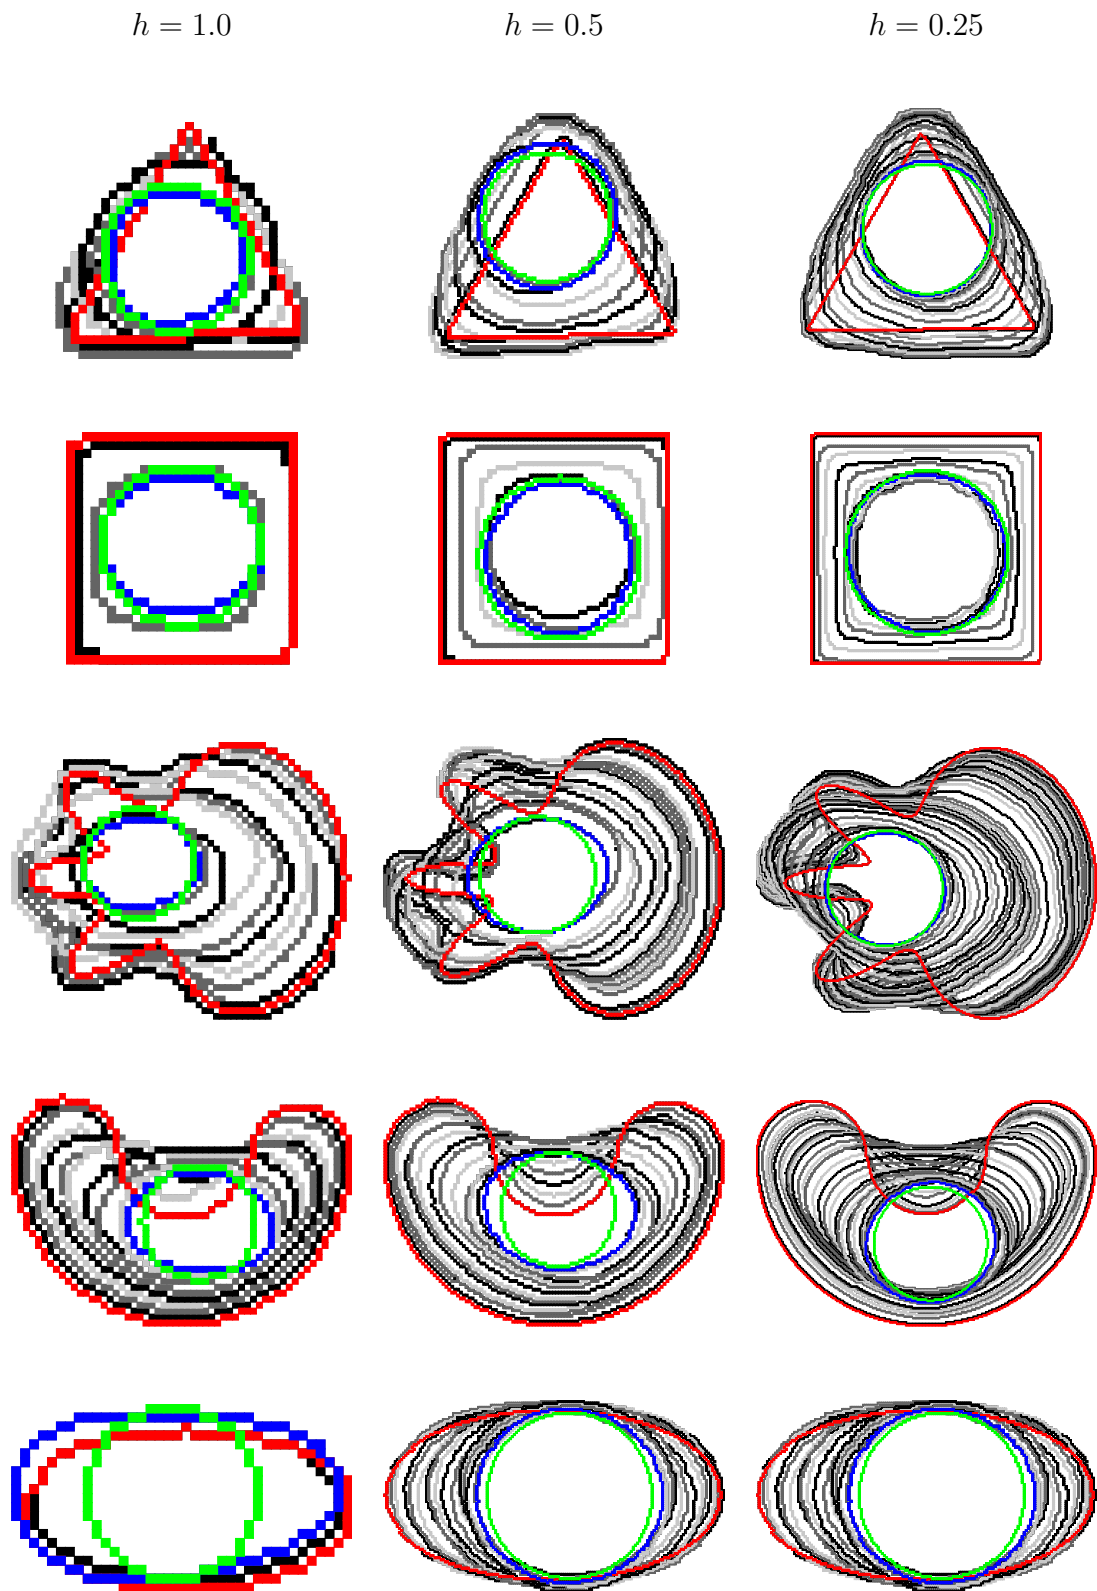 h = 1.0
h = 0.5
h = 0.25